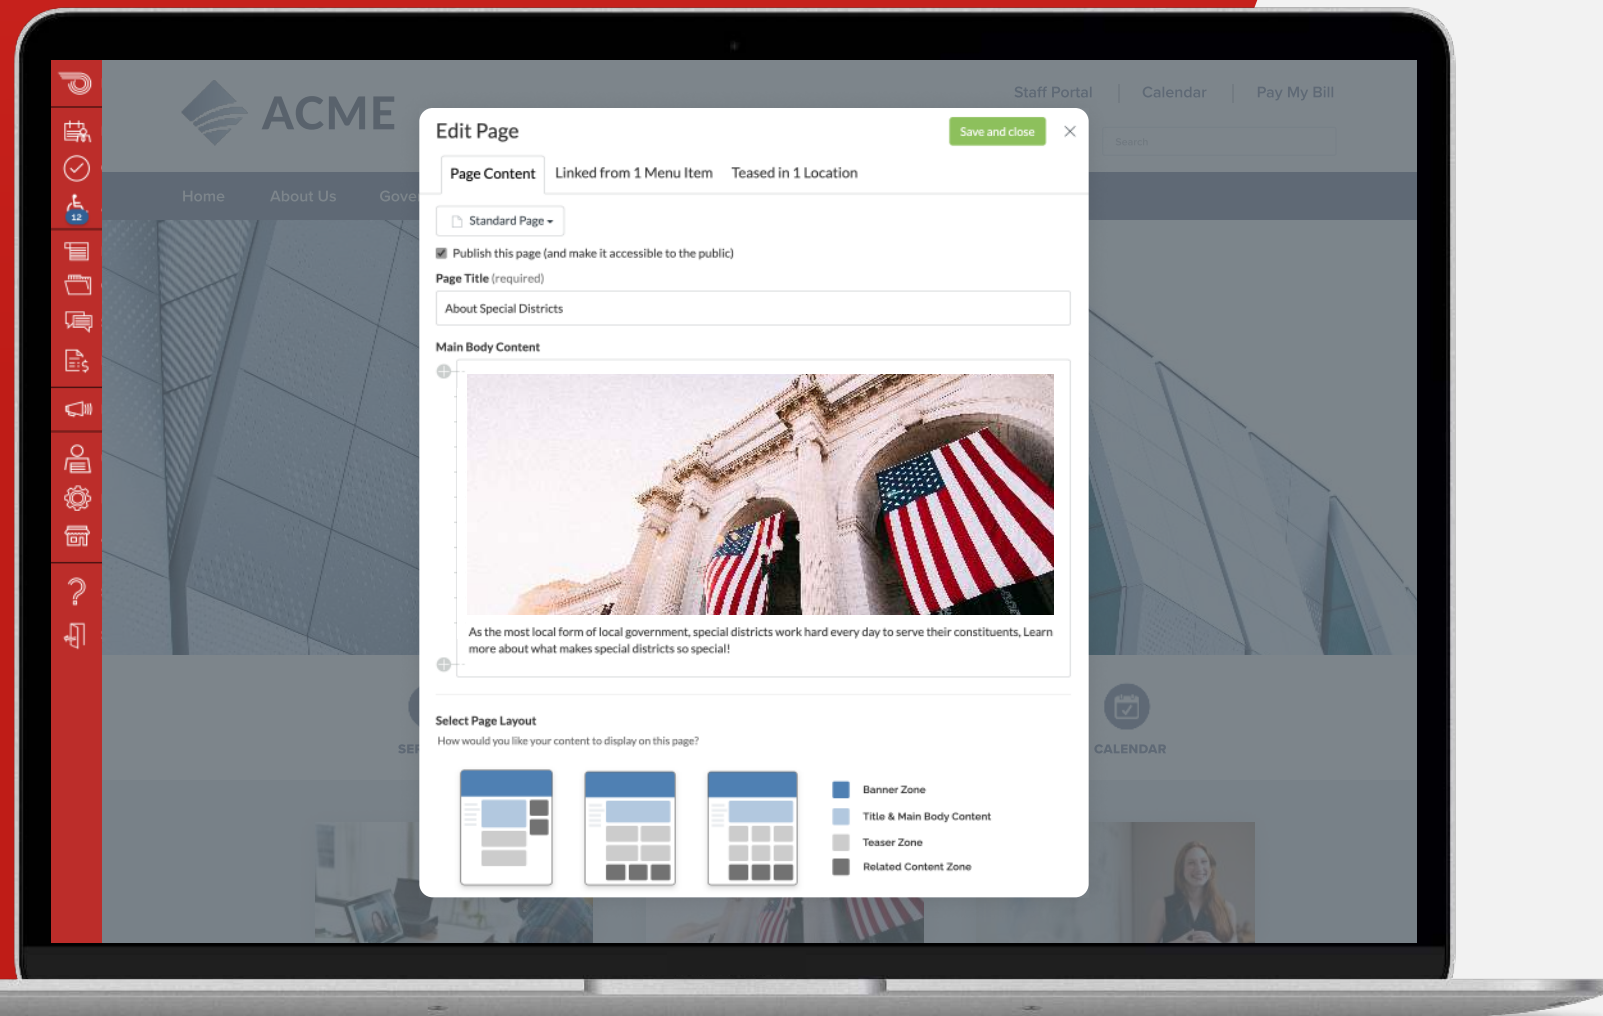 ACME
Staff Portal
Calendar
Pay My Bill
Search
Home
About Us
12
Edit Page
Save and close
Page Content
Linked from 1 Menu Item
Teased in 1 Location
Standard Page
Publish this page (and make it accessible to the public)
Page Title (required)
About Special Districts
Main Body Content
As the most local form of local government, special districts work hard every day to serve their constituents, Learn
more about what makes special districts so special!
Select Page Layout
How would you like your content to display on this page?
Banner Zone
Title & Main Body Content
Teaser Zone
Related Content Zone
CALENDAR